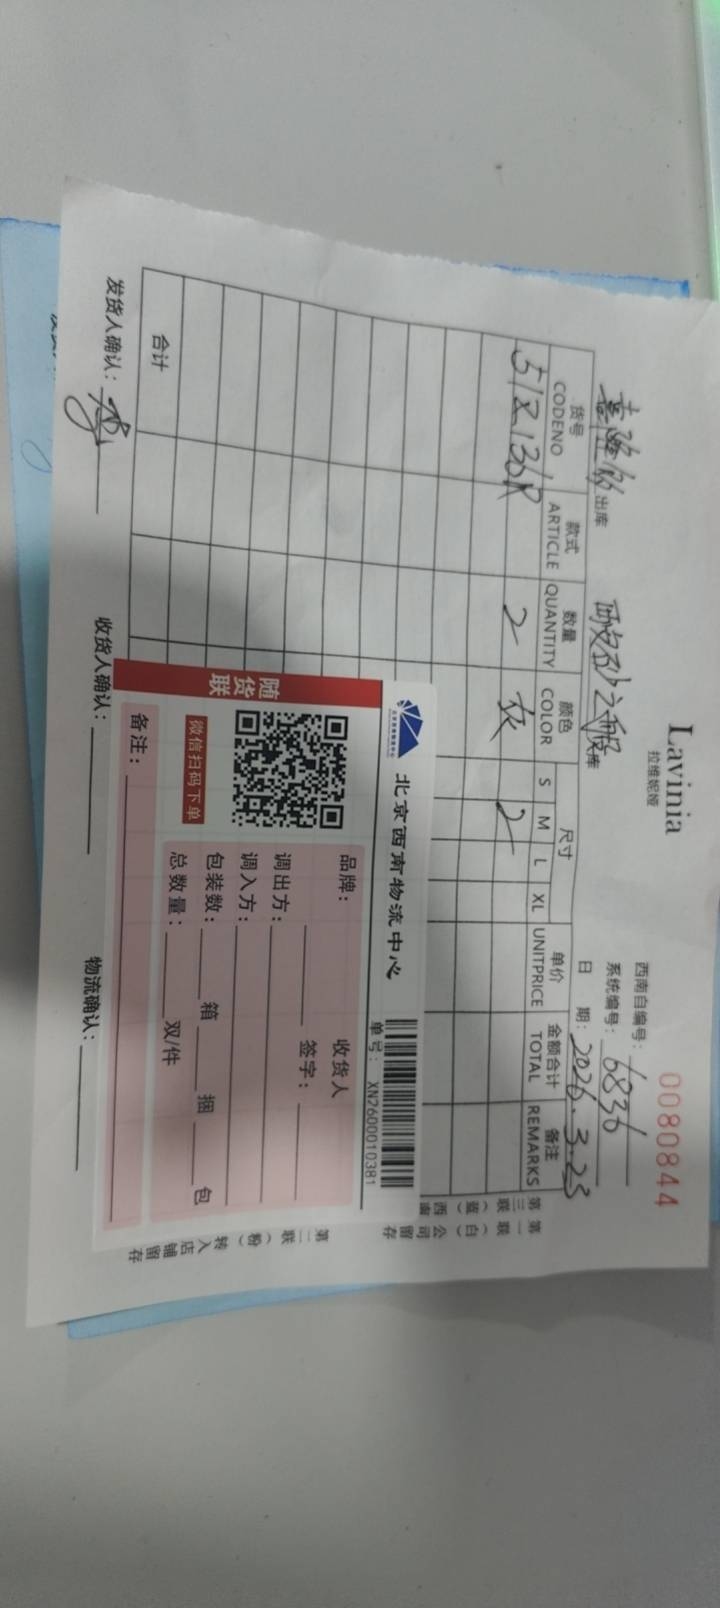 Lavinia
拉维妮娅
0080844
西南自编号：
系统编号：6836
出库 库 日 期：2026.3.23
货号 款式 数量 颜色 尺寸 单价 金额合计 备注
CODENO ARTICLE QUANTITY COLOR S M L XL UNITPRICE TOTAL REMARKS
2 灰 2
合计
发货人确认： 收货人确认： 物流确认：
第一联（白）公司留存
第二联（粉）转入店铺留存
第三联（蓝）西南
北京西南物流中心
单号： XN2600010381
随货联
微信扫码下单
品牌： 收货人
签字：
调出方：
调入方：
包装数： 箱 捆 包
总数量： 双/件
备注：